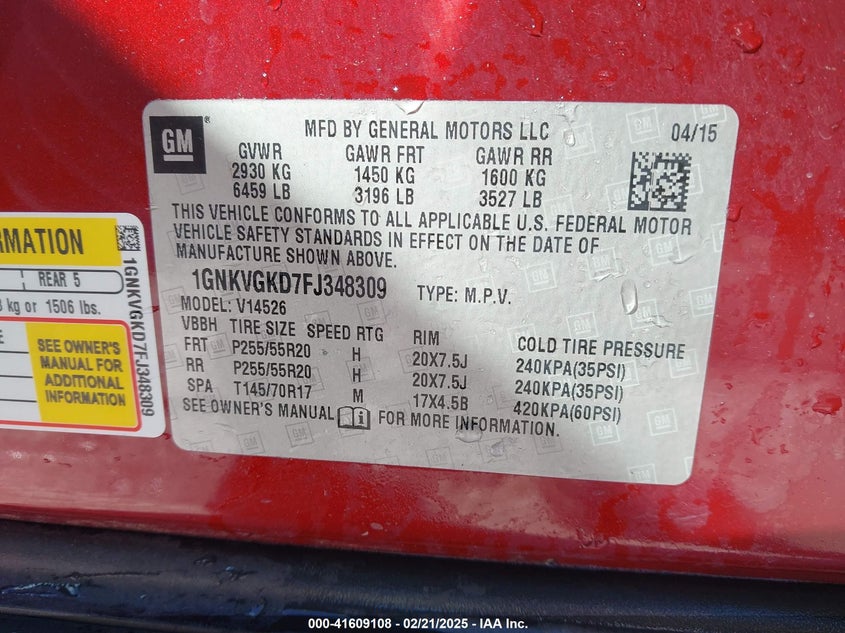 GM
MFD BY GENERAL MOTORS LLC 04/15
GVWR GAWR FRT GAWR RR
2930 KG 1450 KG 1600 KG
6459 LB 3196 LB 3527 LB
THIS VEHICLE CONFORMS TO ALL APPLICABLE U.S. FEDERAL MOTOR
VEHICLE SAFETY STANDARDS IN EFFECT ON THE DATE OF
MANUFACTURE SHOWN ABOVE.
1GNKVGKD7FJ348309 TYPE: M.P.V.
MODEL: V14526
VBBH TIRE SIZE SPEED RTG RIM COLD TIRE PRESSURE
FRT P255/55R20 H 20X7.5J 240KPA(35PSI)
RR P255/55R20 H 20X7.5J 240KPA(35PSI)
SPA T145/70R17 M 17X4.5B 420KPA(60PSI)
SEE OWNER'S MANUAL FOR MORE INFORMATION.
RMATION
REAR 5
kg or 1506 lbs.
SEE OWNER'S
MANUAL FOR
ADDITIONAL
INFORMATION
1GNKVGKD7FJ348309
000-41609108 - 02/21/2025 - © IAA Inc.